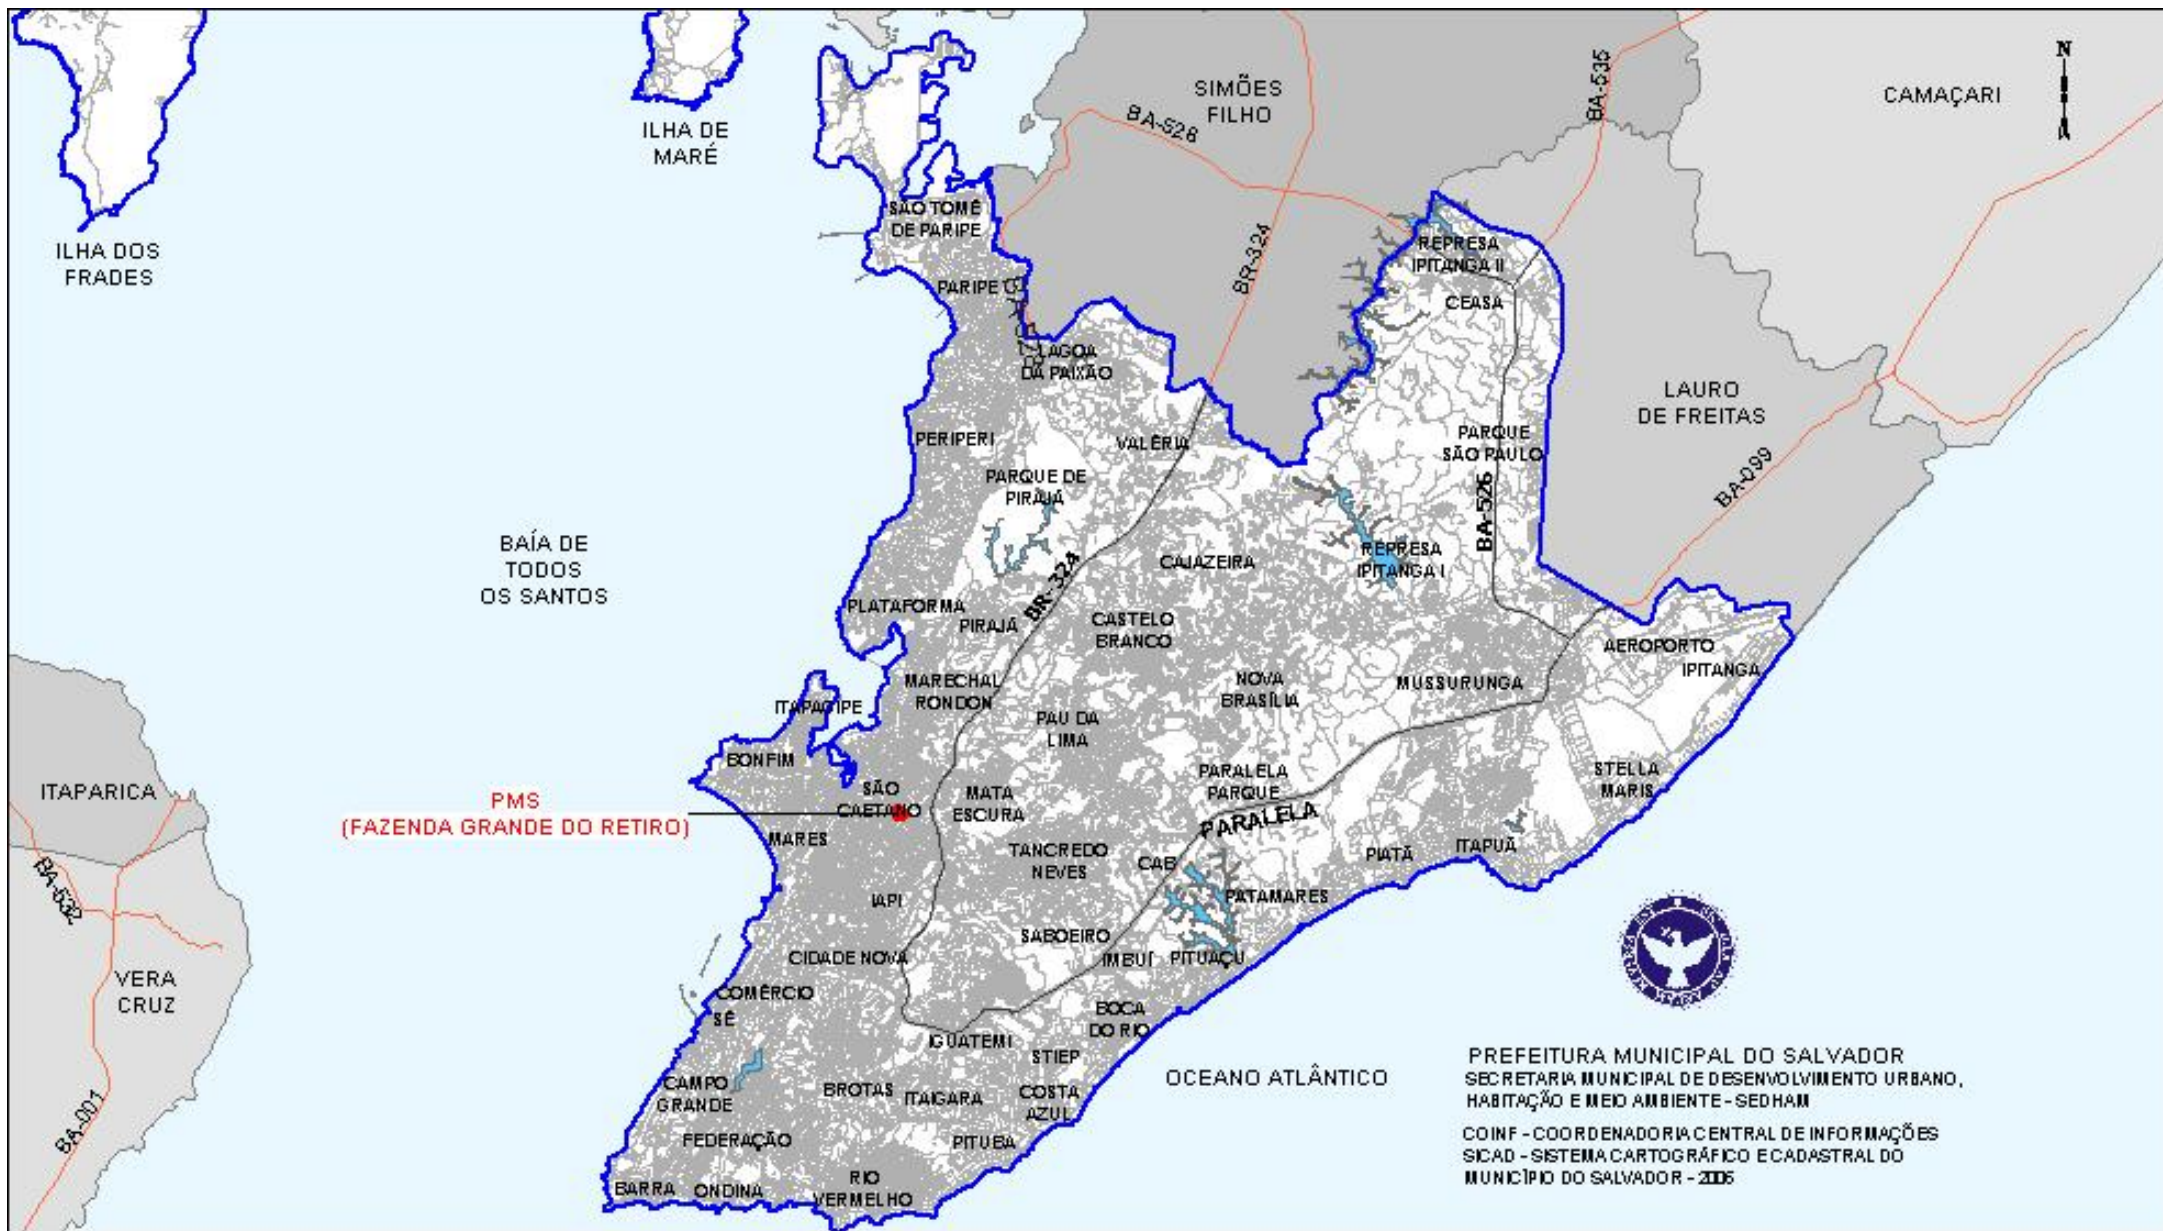 N
SIMÕES
FILHO
BA-535
CAMAÇARI
BA-526
ILHA DE
MARÉ
SÃO TOMÉ
DE PARIPE
ILHA DOS
FRADES
BR-324
REPRESA
IPITANGA II
PARIPE
CEASA
LAGOA
DA PAIXÃO
LAURO
DE FREITAS
PERIPERI
VALÉRIA
PARQUE
SÃO PAULO
PARQUE DE
PIRAJÁ
BA-099
BA-526
BAÍA DE
TODOS
OS SANTOS
CAJAZEIRA
REPRESA
IPITANGA I
BR-324
PLATAFORMA
PIRAJÁ
CASTELO
BRANCO
AEROPORTO
IPITANGA
MARECHAL
RONDON
NOVA
BRASÍLIA
MUSSURUNGA
ITAPAGIPE
PAU DA
LIMA
BONFIM
PARALELA
PARQUE
STELLA
MARIS
ITAPARICA
SÃO
CAETANO
MATA
ESCURA
PMS
(FAZENDA GRANDE DO RETIRO)
PARALELA
MARES
TANCREDO
NEVES
CAB
PIATÃ
ITAPUÃ
BA-532
IAPI
PATAMARES
SABOEIRO
CIDADE NOVA
IMBUÍ
PITUAÇU
VERA
CRUZ
COMÉRCIO
SÉ
BOCA
DO RIO
IGUATEMI
STIEP
OCEANO ATLÂNTICO
CAMPO
GRANDE
BROTAS
ITAIGARA
COSTA
AZUL
BA-001
FEDERAÇÃO
PITUBA
BARRA
ONDINA
RIO
VERMELHO
PREFEITURA MUNICIPAL DO SALVADOR
SECRETARIA MUNICIPAL DE DESENVOLVIMENTO URBANO,
HABITAÇÃO E MEIO AMBIENTE - SEDHAM
COINF - COORDENADORIA CENTRAL DE INFORMAÇÕES
SICAD - SISTEMA CARTOGRÁFICO E CADASTRAL DO
MUNICÍPIO DO SALVADOR - 2006